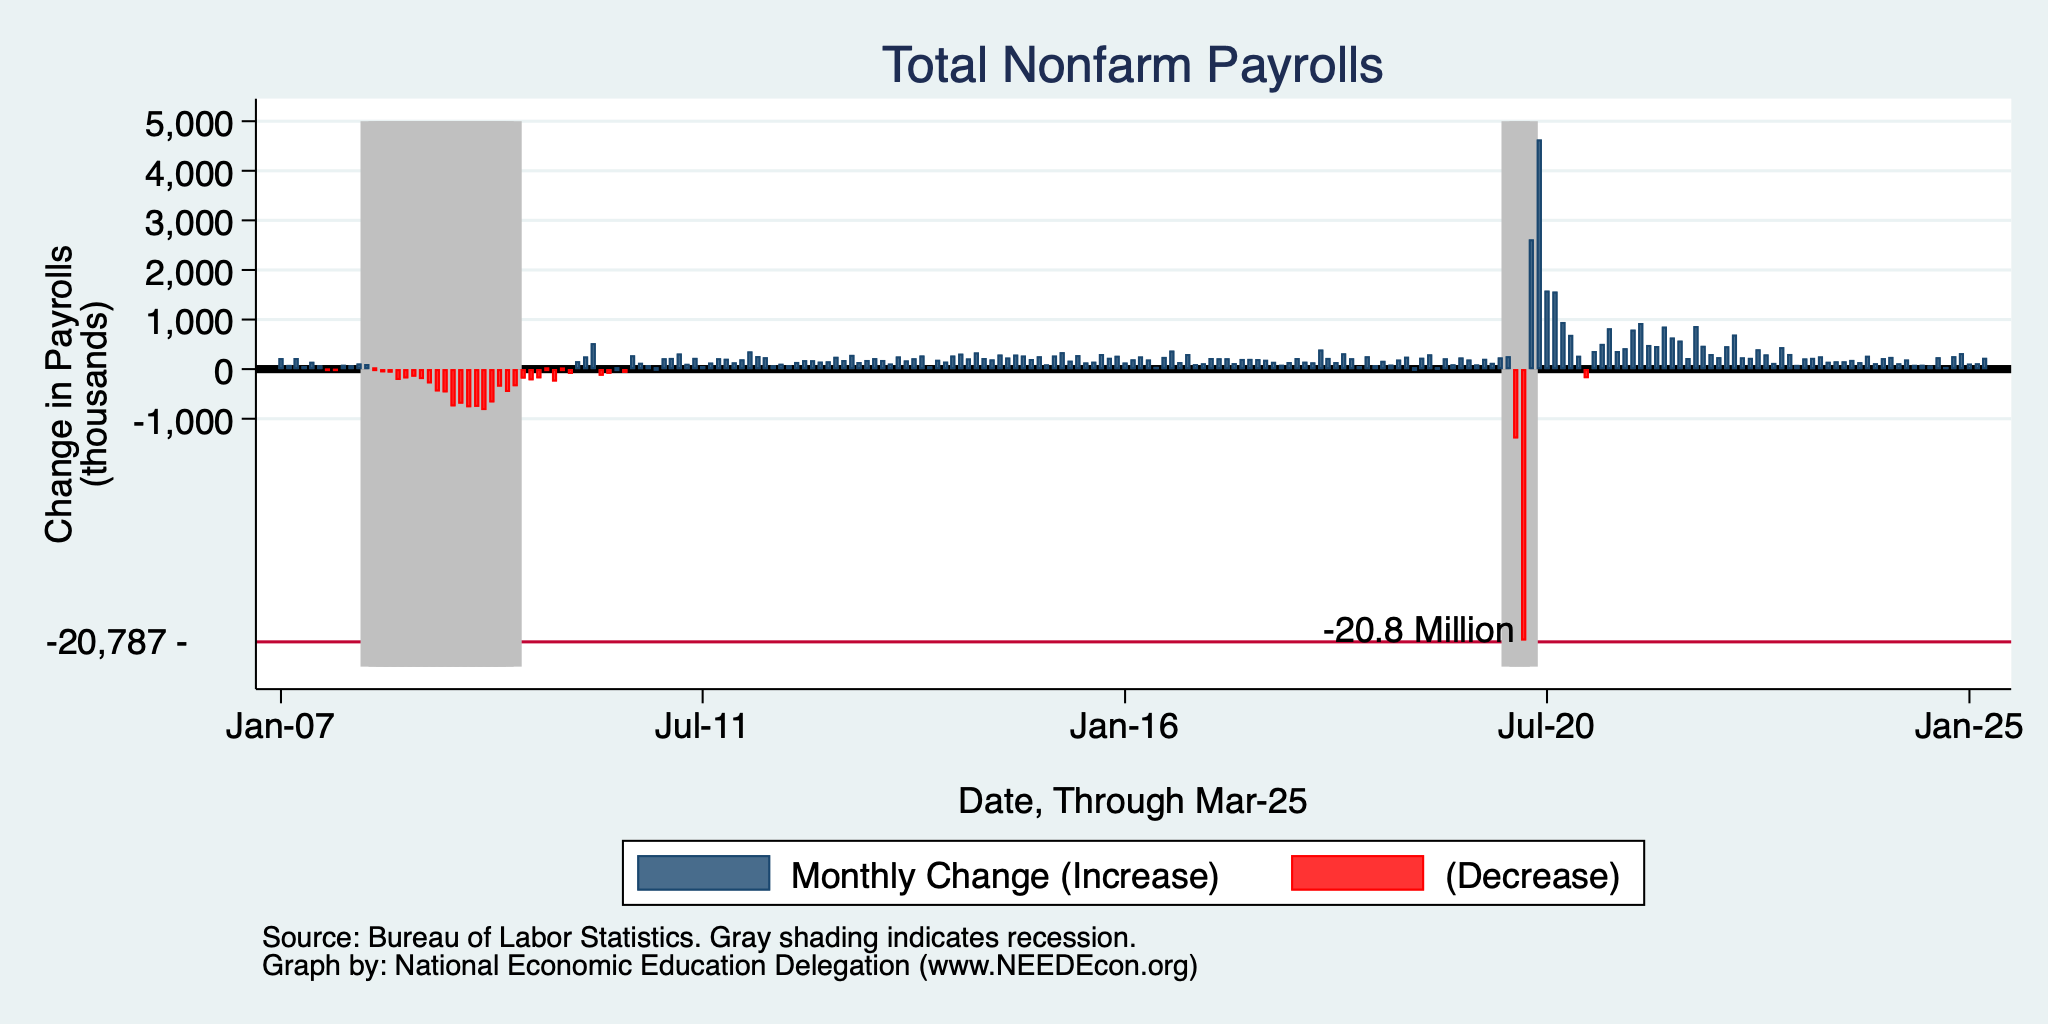 Total Nonfarm Payrolls
Change in Payrolls
(thousands)
5,000
4,000
3,000
2,000
1,000
0
-1,000
-20,787 -
-20.8 Million
Jan-07
Jul-11
Jan-16
Jul-20
Jan-25
Date, Through Mar-25
Monthly Change (Increase)
(Decrease)
Source: Bureau of Labor Statistics. Gray shading indicates recession.
Graph by: National Economic Education Delegation (www.NEEDEcon.org)